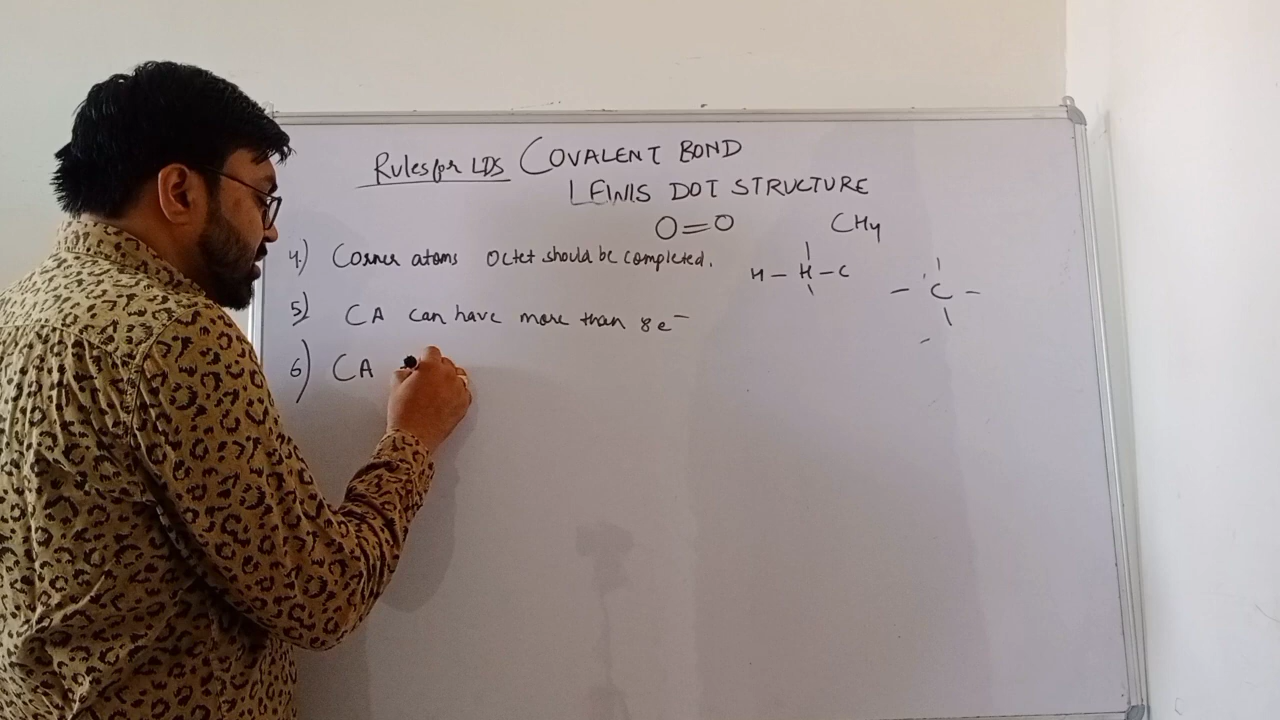 Rules for LDS COVALENT BOND
LEWIS DOT STRUCTURE
O=O CH4
4.) Corner atoms Octet should be completed.
H - H - C
C
5) CA can have more than 8e⁻
6) CA